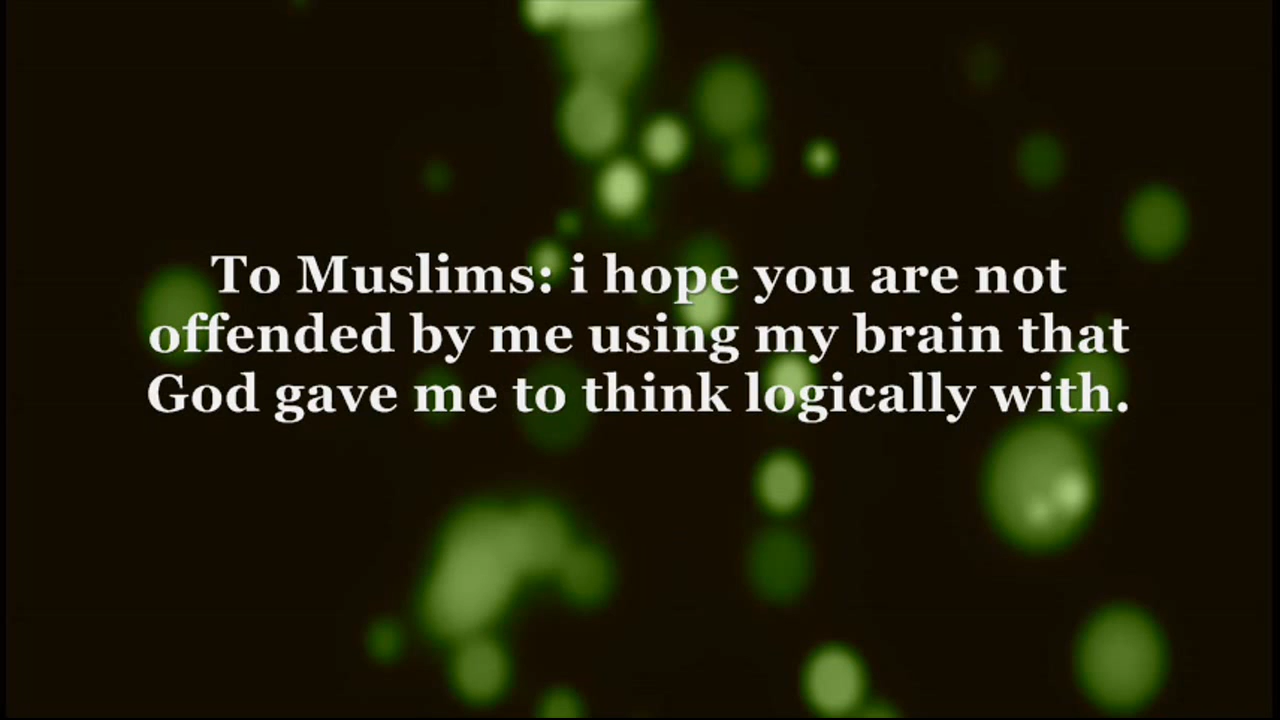 To Muslims: i hope you are not
offended by me using my brain that
God gave me to think logically with.